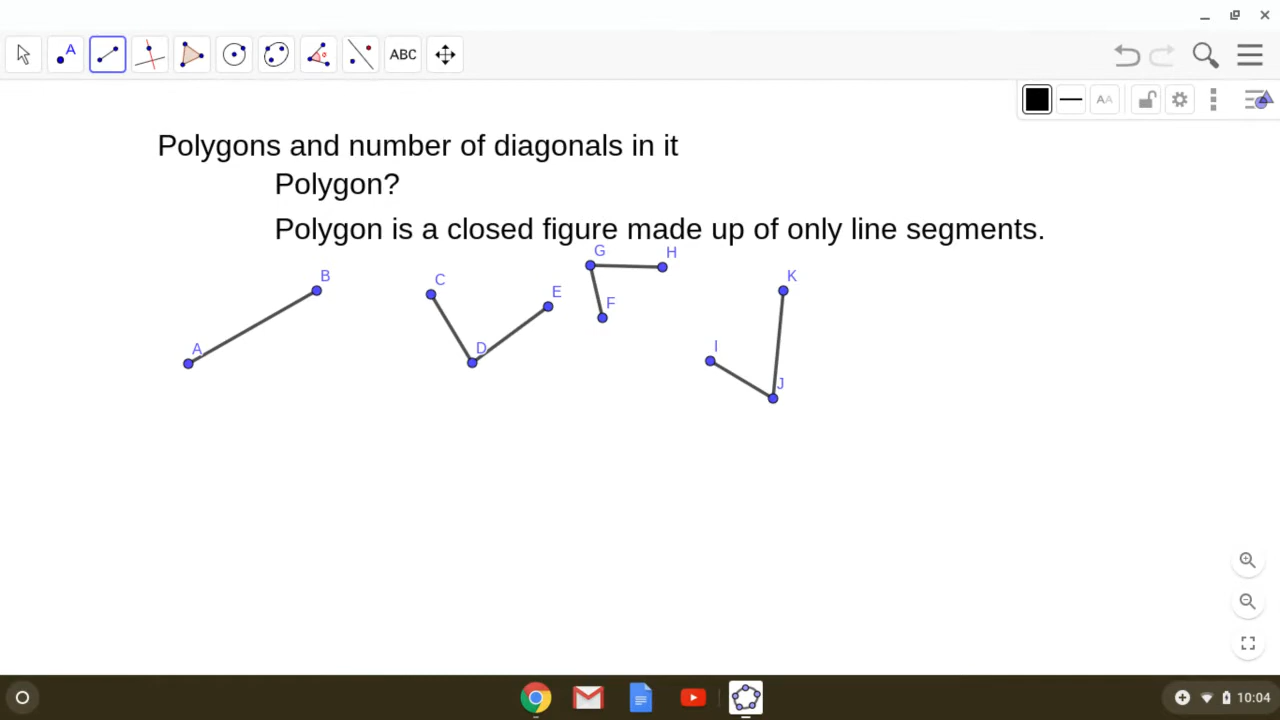 A
ABC
AA
Polygons and number of diagonals in it
Polygon?
Polygon is a closed figure made up of only line segments.
G
H
B
C
K
E
F
A
D
I
J
10:04